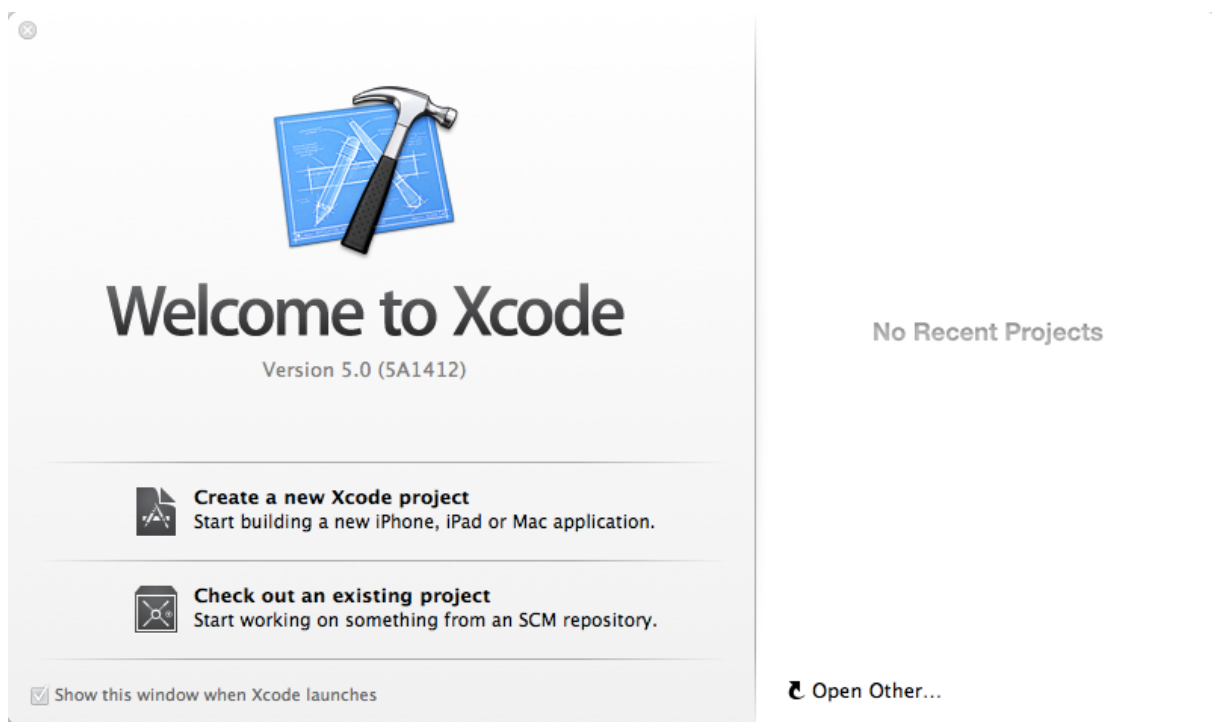 Welcome to Xcode
Version 5.0 (5A1412)
Create a new Xcode project
Start building a new iPhone, iPad or Mac application.
Check out an existing project
Start working on something from an SCM repository.
Show this window when Xcode launches
No Recent Projects
Open Other...